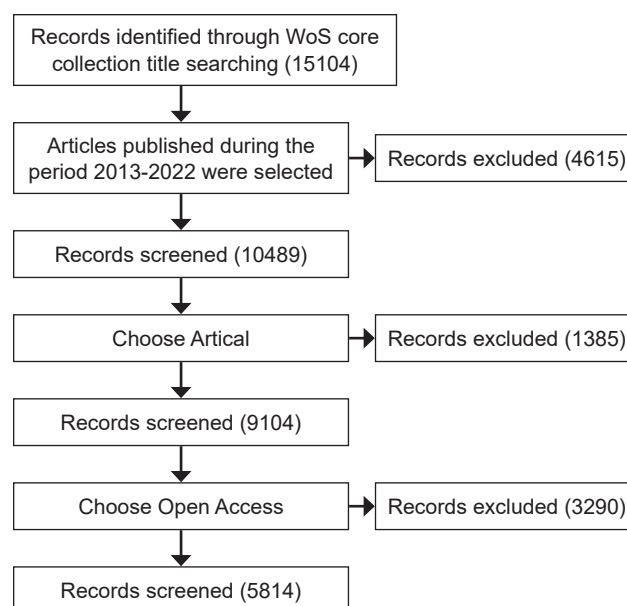 Records identified through WoS core
collection title searching (15104)
Articles published during the
period 2013-2022 were selected
Records excluded (4615)
Records screened (10489)
Choose Artical
Records excluded (1385)
Records screened (9104)
Choose Open Access
Records excluded (3290)
Records screened (5814)